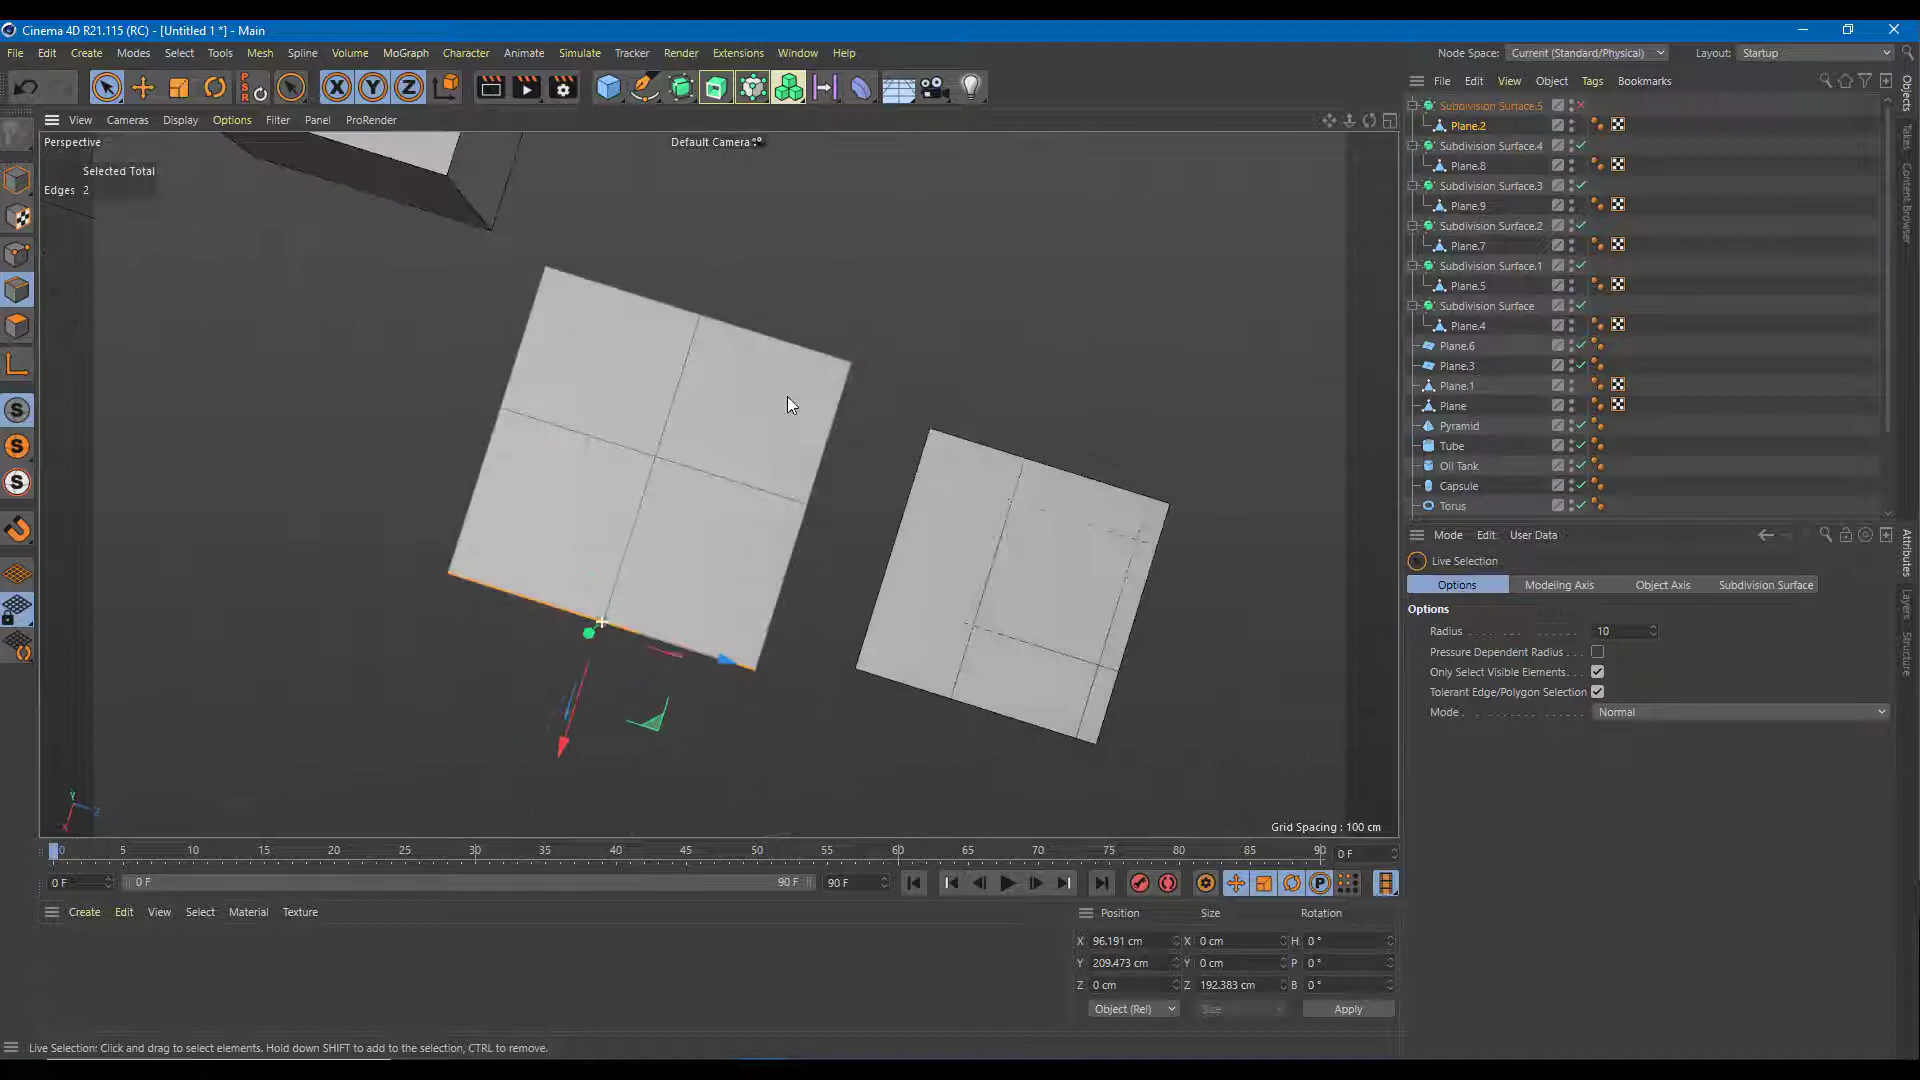 Cinema 4D R21.115 (RC) - [Untitled 1 *] - Main
File Edit Create Modes Select Tools Mesh Spline Volume MoGraph Character Animate Simulate Tracker Render Extensions Window Help
Node Space: Current (Standard/Physical) Layout: Startup
PSR
X Y Z
File Edit View Object Tags Bookmarks
View Cameras Display Options Filter Panel ProRender
Perspective
Default Camera
Selected Total
Edges 2
Subdivision Surface.5
Plane.2
Subdivision Surface.4
Plane.8
Subdivision Surface.3
Plane.9
Subdivision Surface.2
Plane.7
Subdivision Surface.1
Plane.5
Subdivision Surface
Plane.4
Plane.6
Plane.3
Plane.1
Plane
Pyramid
Tube
Oil Tank
Capsule
Torus
Objects
Takes
Content Browser
Attributes
Layers
Structure
Mode Edit User Data
Live Selection
Options Modeling Axis Object Axis Subdivision Surface
Options
Radius 10
Pressure Dependent Radius
Only Select Visible Elements
Tolerant Edge/Polygon Selection
Mode Normal
S
S
S
Y
Z
X
Grid Spacing : 100 cm
0 5 10 15 20 25 30 35 40 45 50 55 60 65 70 75 80 85 90 0 F
0 F 0 F 90 F 90 F
P
Create Edit View Select Material Texture
Position Size Rotation
X 96.191 cm X 0 cm H 0 °
Y 209.473 cm Y 0 cm P 0 °
Z 0 cm Z 192.383 cm B 0 °
Object (Rel) Size Apply
Live Selection: Click and drag to select elements. Hold down SHIFT to add to the selection, CTRL to remove.